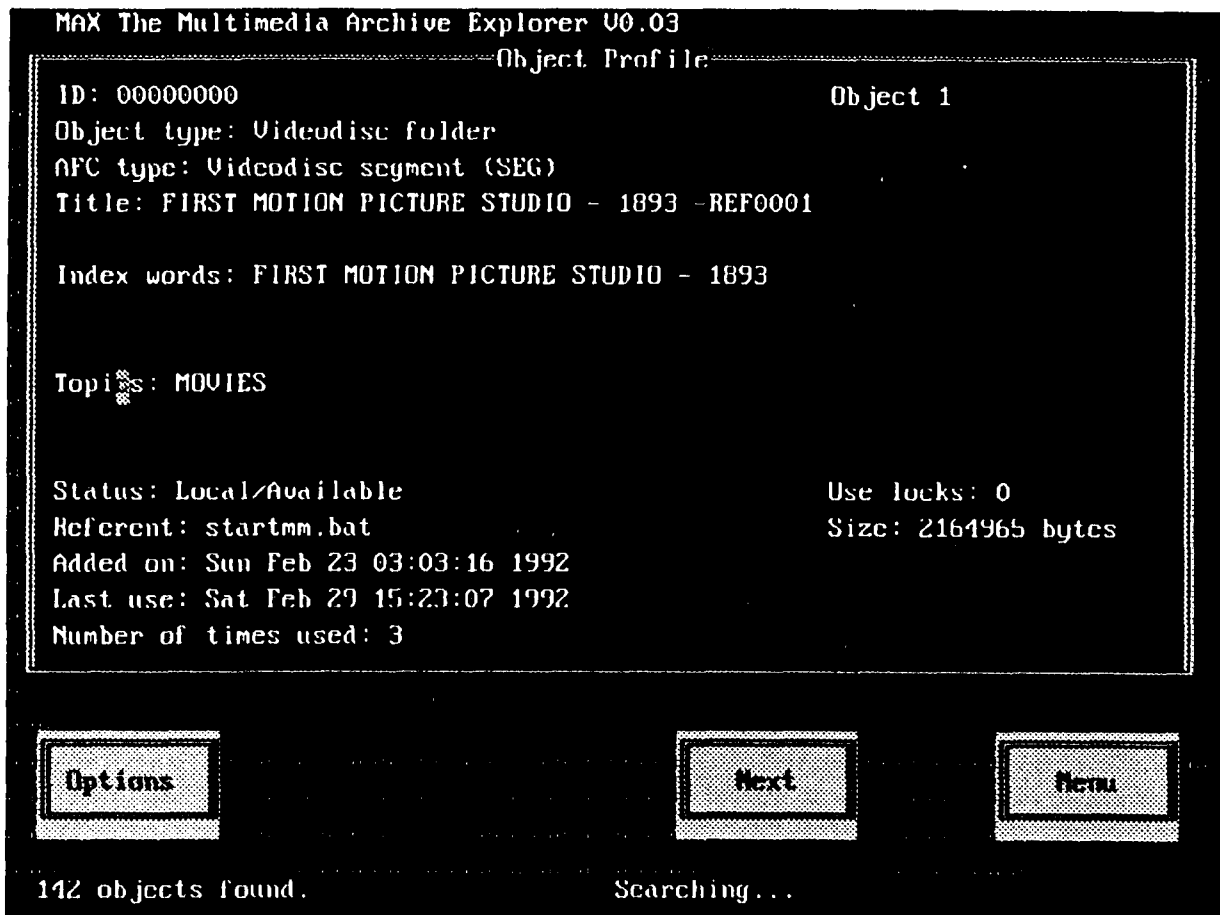 MAX The Multimedia Archive Explorer V0.03
Object Profile
ID: 00000000 Object 1
Object type: Videodisc folder
AFC type: Videodisc segment (SEG)
Title: FIRST MOTION PICTURE STUDIO - 1893 -REF0001
Index words: FIRST MOTION PICTURE STUDIO - 1893
Topics: MOVIES
Status: Local/Available Use locks: 0
Referent: startmm.bat Size: 2164965 bytes
Added on: Sun Feb 23 03:03:16 1992
Last use: Sat Feb 29 15:23:07 1992
Number of times used: 3
Options Next Menu
142 objects found. Searching...